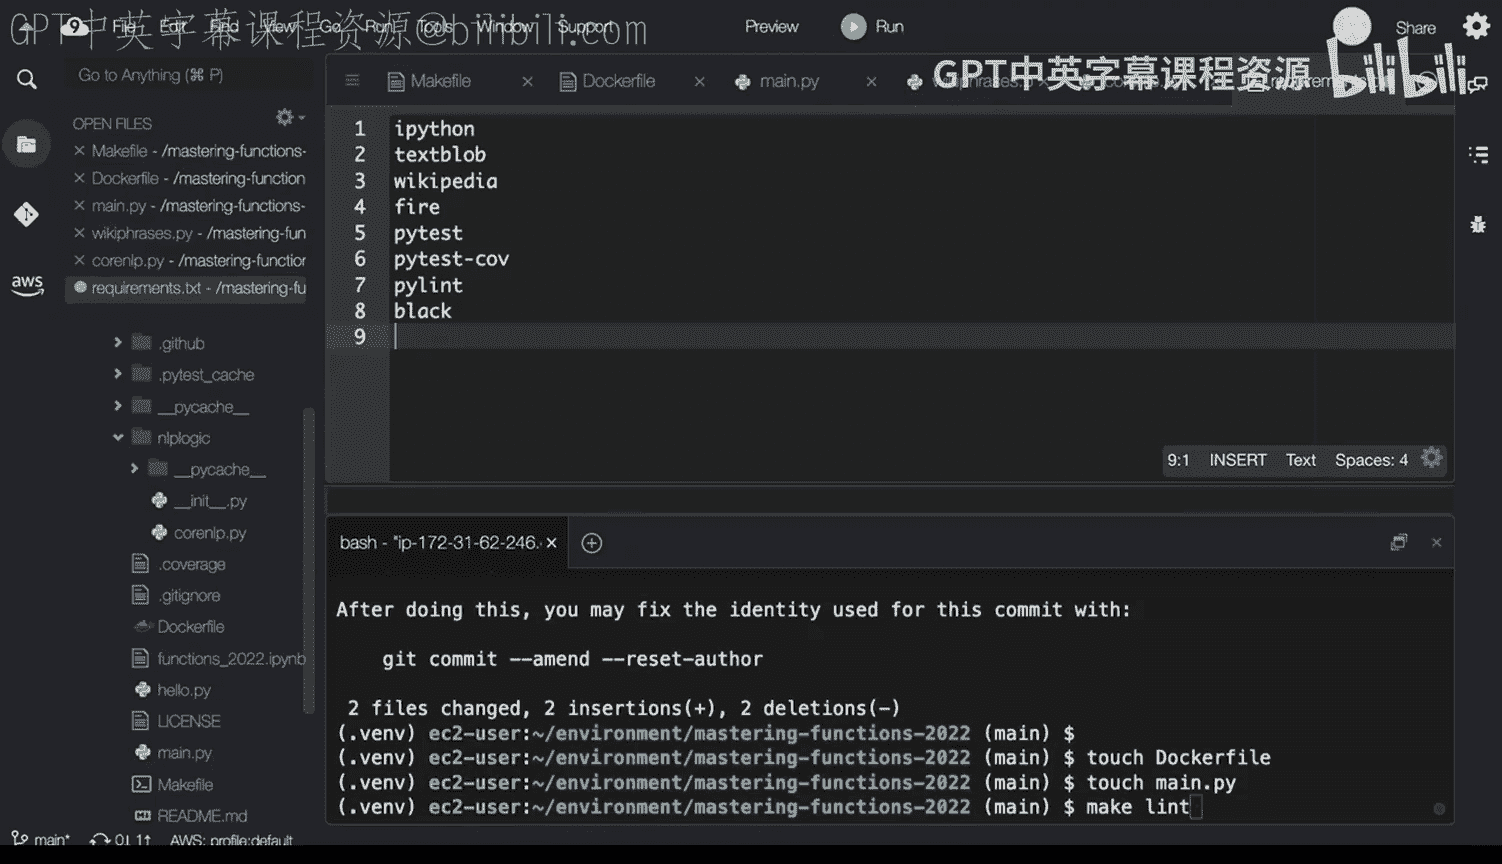 GPT中英字幕课程资源@bilibili.com
9 File Edit Find View Go Run Tools Window Support Preview Run Share
GPT中英字幕课程资源 bilibili
Go to Anything (⌘ P)
Makefile × Dockerfile × main.py ×
OPEN FILES
× Makefile - /mastering-functions-
× Dockerfile - /mastering-function
× main.py - /mastering-functions-
× wikiphrases.py - /mastering-fun
× corenlp.py - /mastering-function
requirements.txt - /mastering-fu
aws
.github
.pytest_cache
__pycache__
nlplogic
__pycache__
__init__.py
corenlp.py
.coverage
.gitignore
Dockerfile
functions_2022.ipynb
hello.py
LICENSE
main.py
Makefile
README.md
main* 0↓ 1↑ AWS: profile:default
1 ipython
2 textblob
3 wikipedia
4 fire
5 pytest
6 pytest-cov
7 pylint
8 black
9
9:1 INSERT Text Spaces: 4
bash - "ip-172-31-62-246. ×
After doing this, you may fix the identity used for this commit with:
git commit --amend --reset-author
2 files changed, 2 insertions(+), 2 deletions(-)
(.venv) ec2-user:~/environment/mastering-functions-2022 (main) $
(.venv) ec2-user:~/environment/mastering-functions-2022 (main) $ touch Dockerfile
(.venv) ec2-user:~/environment/mastering-functions-2022 (main) $ touch main.py
(.venv) ec2-user:~/environment/mastering-functions-2022 (main) $ make lint